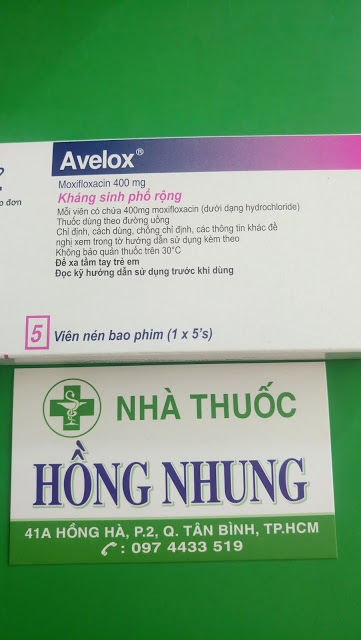 o đơn
Avelox®
Moxifloxacin 400 mg
Kháng sinh phổ rộng
Mỗi viên có chứa 400mg moxifloxacin (dưới dạng hydrochloride)
Thuốc dùng theo đường uống
Chỉ định, cách dùng, chống chỉ định, các thông tin khác đề
nghị xem trong tờ hướng dẫn sử dụng kèm theo
Không bảo quản thuốc trên 30°C
Để xa tầm tay trẻ em
Đọc kỹ hướng dẫn sử dụng trước khi dùng
5 Viên nén bao phim (1 x 5's)
NHÀ THUỐC
HỒNG NHUNG
41A HỒNG HÀ, P.2, Q. TÂN BÌNH, TP.HCM
: 097 4433 519